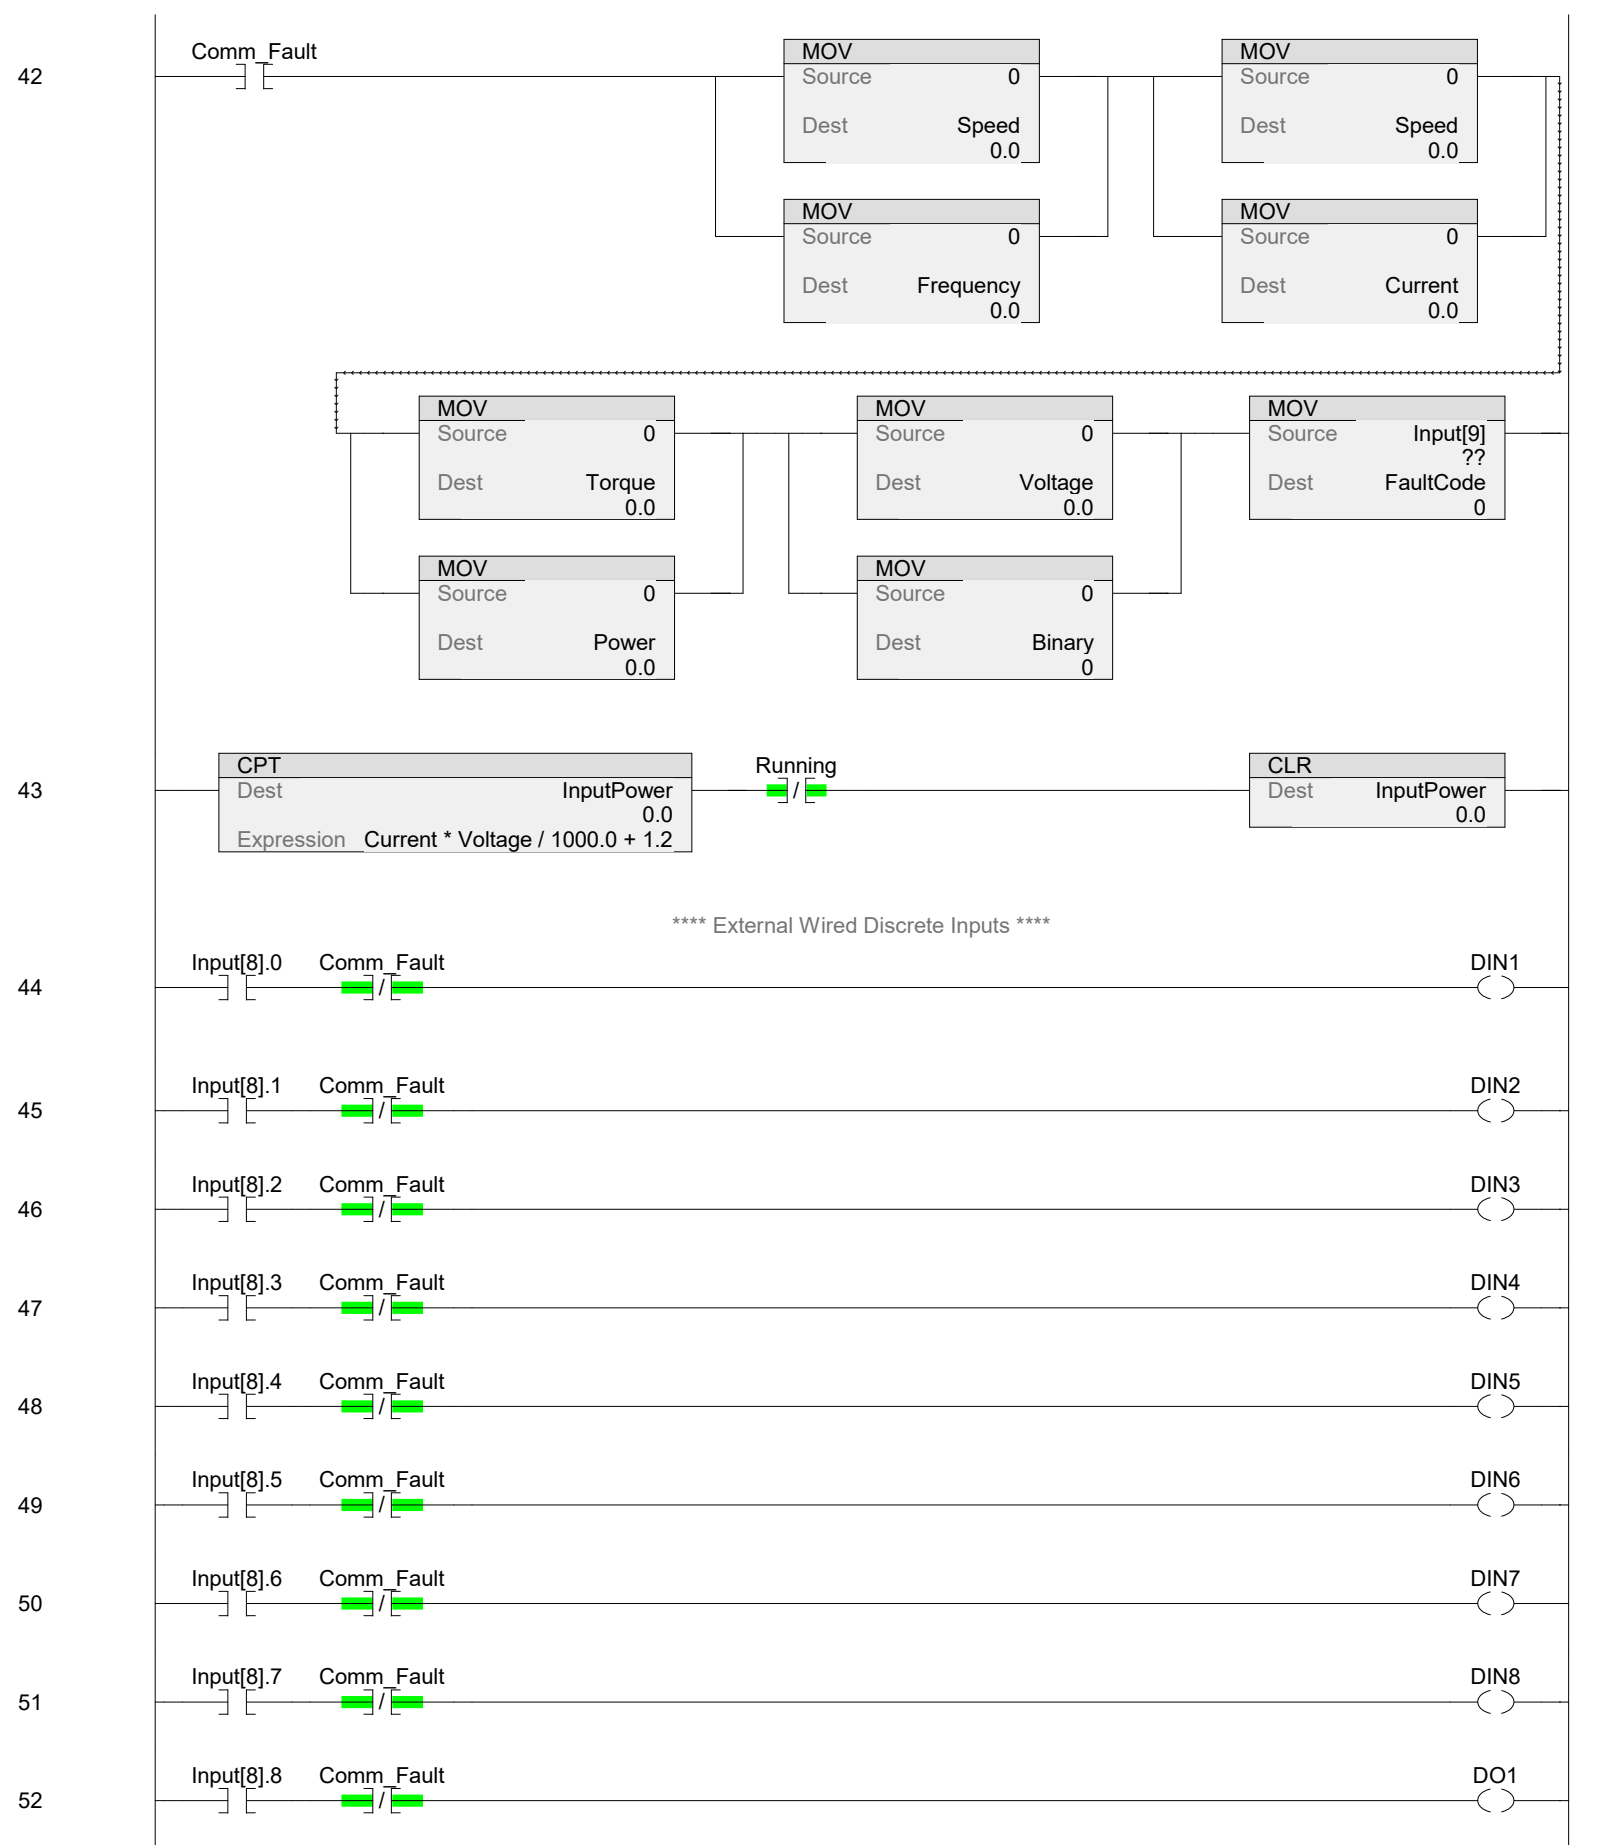 Comm_Fault
42
MOV
Source 0
Dest Speed
0.0
MOV
Source 0
Dest Speed
0.0
MOV
Source 0
Dest Frequency
0.0
MOV
Source 0
Dest Current
0.0
MOV
Source 0
Dest Torque
0.0
MOV
Source 0
Dest Voltage
0.0
MOV
Source Input[9]
??
Dest FaultCode
0
MOV
Source 0
Dest Power
0.0
MOV
Source 0
Dest Binary
0
43
CPT
Dest InputPower
0.0
Expression Current * Voltage / 1000.0 + 1.2
Running
/
CLR
Dest InputPower
0.0
**** External Wired Discrete Inputs ****
Input[8].0 Comm_Fault DIN1
44 /
Input[8].1 Comm_Fault DIN2
45 /
Input[8].2 Comm_Fault DIN3
46 /
Input[8].3 Comm_Fault DIN4
47 /
Input[8].4 Comm_Fault DIN5
48 /
Input[8].5 Comm_Fault DIN6
49 /
Input[8].6 Comm_Fault DIN7
50 /
Input[8].7 Comm_Fault DIN8
51 /
Input[8].8 Comm_Fault DO1
52 /